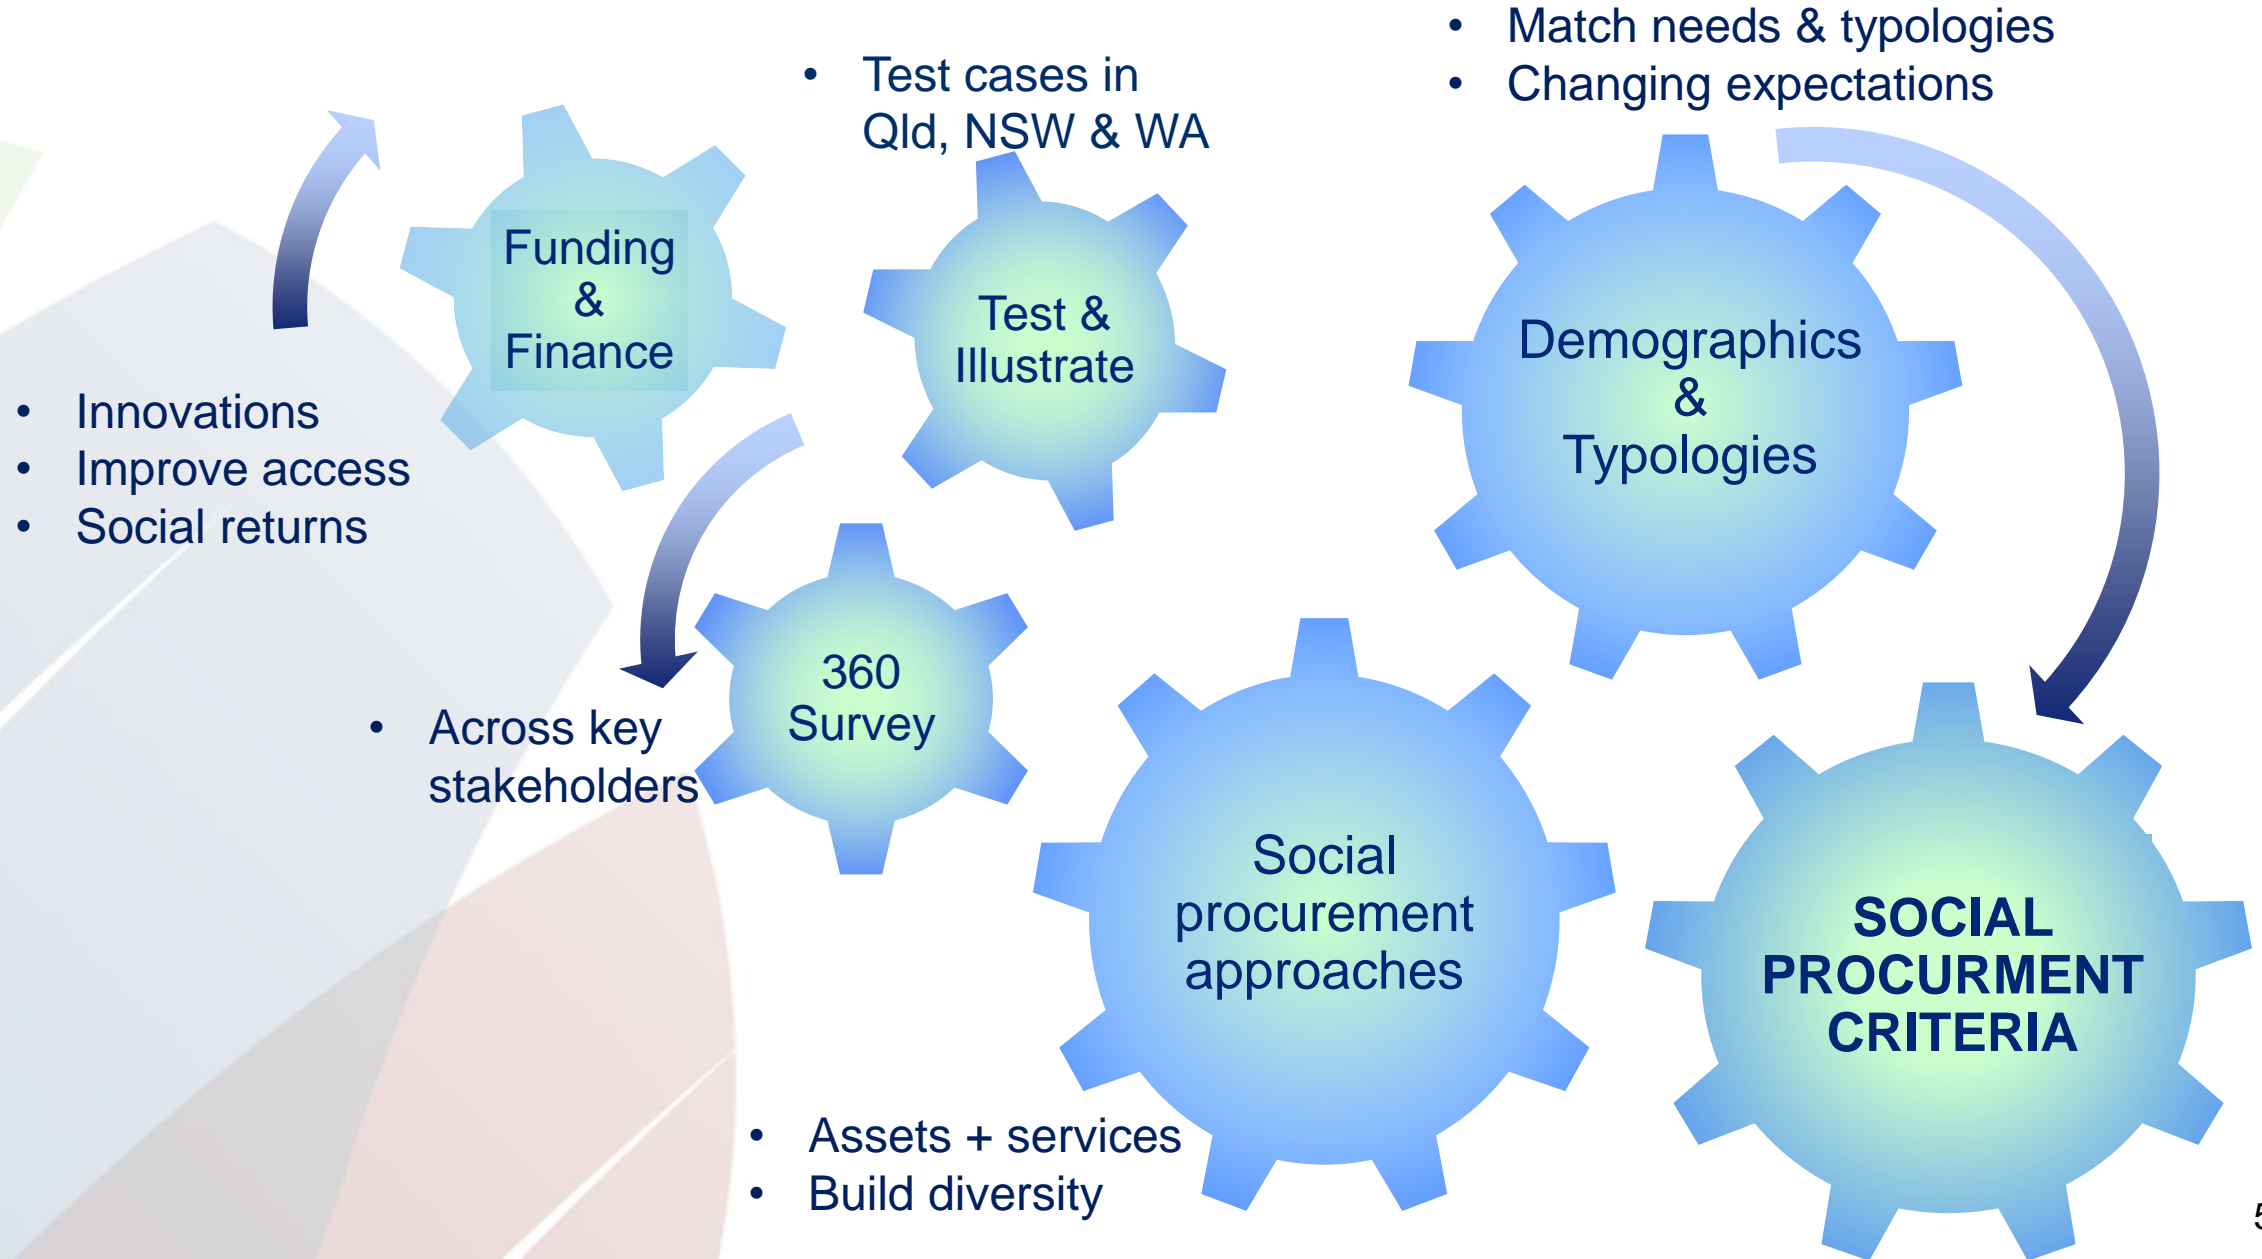 • Match needs & typologies
• Changing expectations
• Test cases in
Qld, NSW & WA
Funding
&
Finance
Test &
Illustrate
Demographics
&
Typologies
• Innovations
• Improve access
• Social returns
360
Survey
• Across key
stakeholders
Social
procurement
approaches
SOCIAL
PROCURMENT
CRITERIA
• Assets + services
• Build diversity
5